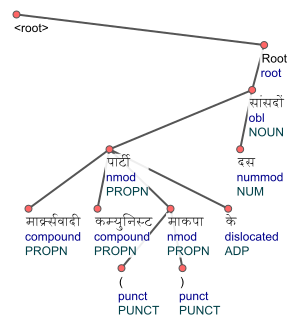 <root>
Root
root
सांसदों
obl
NOUN
पार्टी दस
nmod nummod
PROPN NUM
मार्क्सवादी कम्युनिस्ट माकपा के
compound compound nmod dislocated
PROPN PROPN PROPN ADP
( )
punct punct
PUNCT PUNCT